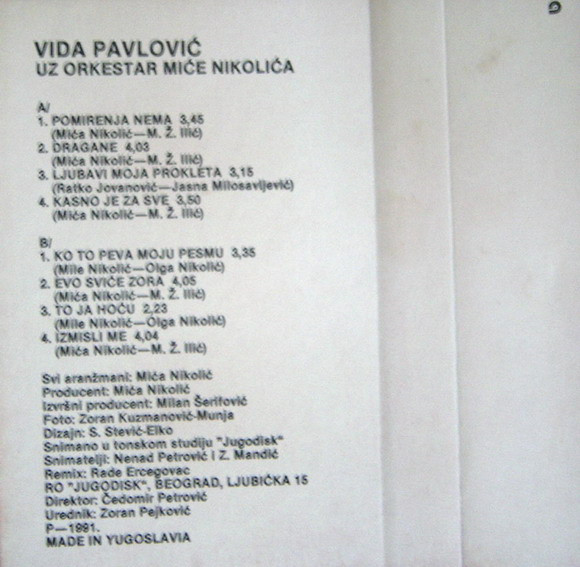 VIDA PAVLOVIĆ
UZ ORKESTAR MIĆE NIKOLIĆA
A/
1. POMIRENJA NEMA 3,45
(Mića Nikolić—M. Ž. Ilić)
2. DRAGANE 4,03
(Mića Nikolić—M. Ž. Ilić)
3. LJUBAVI MOJA PROKLETA 3,15
(Ratko Jovanović—Jasna Milosavljević)
4. KASNO JE ZA SVE 3,50
(Mića Nikolić—M. Ž. Ilić)
B/
1. KO TO PEVA MOJU PESMU 3,35
(Mile Nikolić—Olga Nikolić)
2. EVO SVIĆE ZORA 4,05
(Mića Nikolić—M. Ž. Ilić)
3. TO JA HOĆU 2,23
(Mile Nikolić—Olga Nikolić)
4. IZMISLI ME 4,04
(Mića Nikolić—M. Ž. Ilić)
Svi aranžmani: Mića Nikolić
Producent: Mića Nikolić
Izvršni producent: Milan Šerifović
Foto: Zoran Kuzmanović-Munja
Dizajn: S. Stević-Elko
Snimano u tonskom studiju "Jugodisk"
Snimatelji: Nenad Petrović i Z. Mandić
Remix: Rade Ercegovac
RO "JUGODISK", BEOGRAD, LJUBIČKA 15
Direktor: Čedomir Petrović
Urednik: Zoran Pejković
P—1991.
MADE IN YUGOSLAVIA